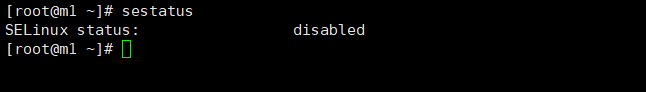 [root@m1 ~]# sestatus
SELinux status:                 disabled
[root@m1 ~]#